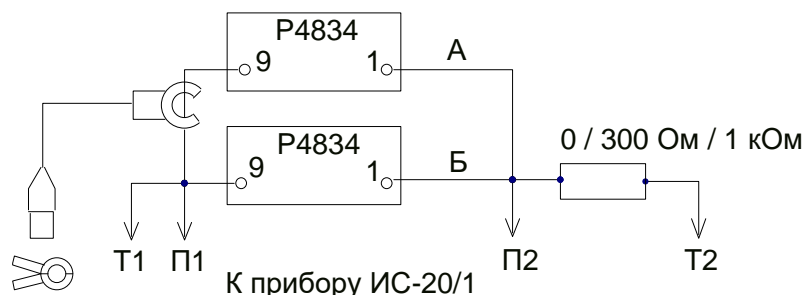 Р4834
9 1 А
Р4834
0 / 300 Ом / 1 кОм
9 1 Б
Т1 П1 П2 Т2
К прибору ИС-20/1